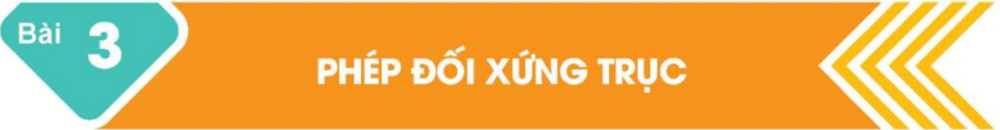 Bài 3
PHÉP ĐỐI XỨNG TRỤC